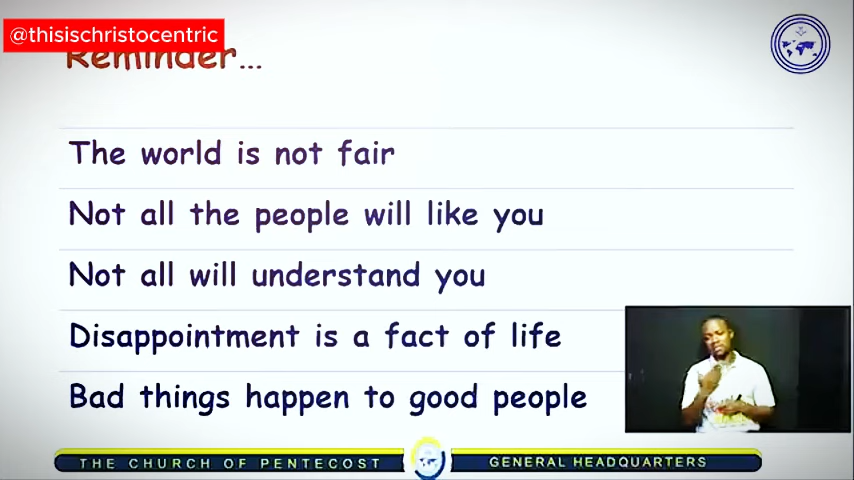 @thisischristocentric
Reminder...
The world is not fair
Not all the people will like you
Not all will understand you
Disappointment is a fact of life
Bad things happen to good people
THE CHURCH OF PENTECOST
GENERAL HEADQUARTERS